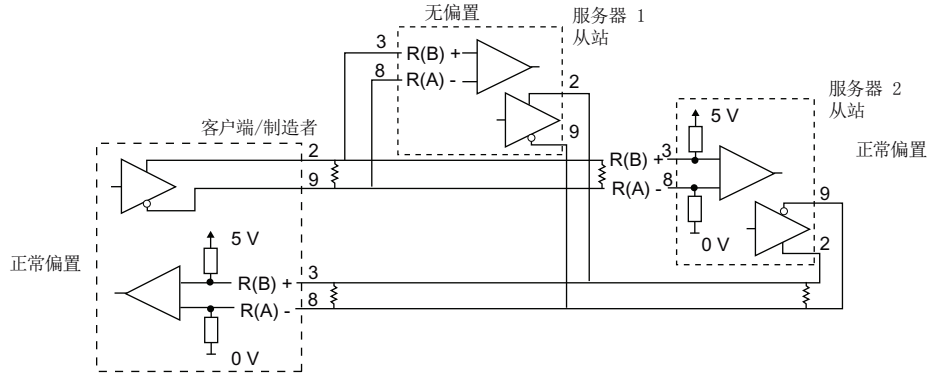 无偏置
服务器 1
从站
3 R(B) +
8 R(A) -
2
9
服务器 2
从站
5 V
正常偏置
客户端/制造者
2
9
R(B) + 3
R(A) - 8
0 V
9
2
正常偏置
5 V
R(B) + 3
R(A) - 8
0 V